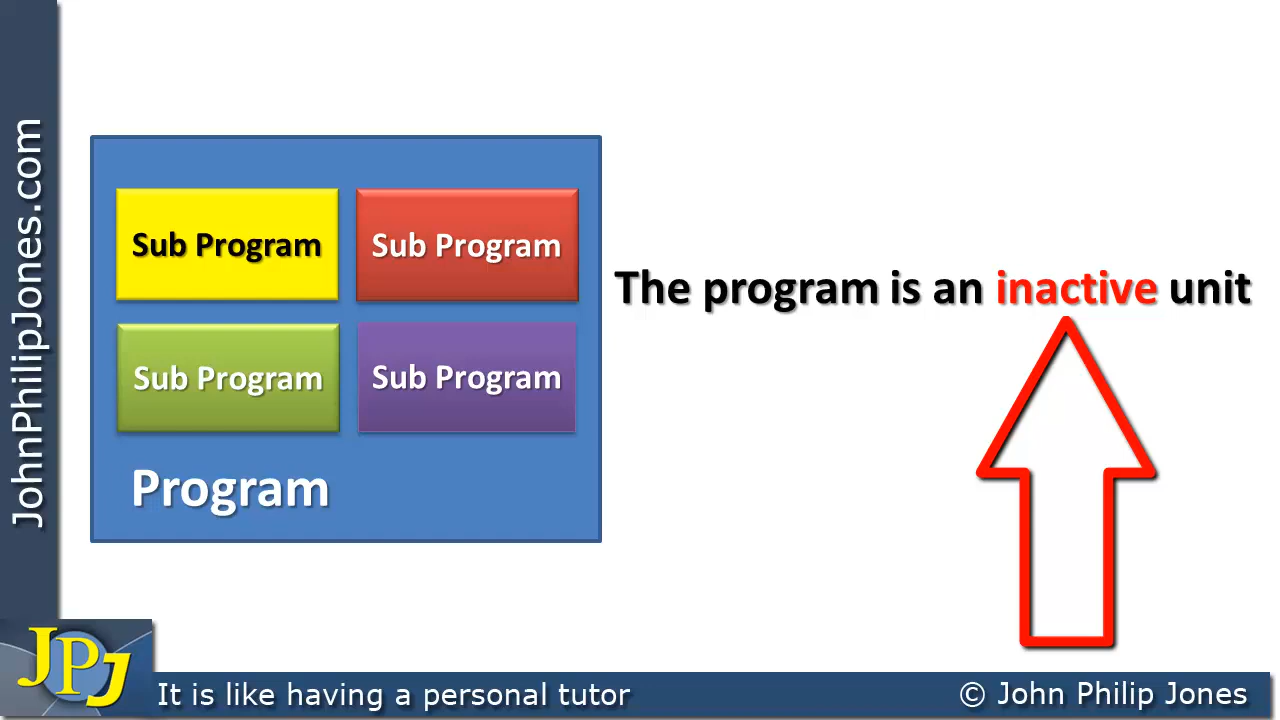 JohnPhilipJones.com
Sub Program
Sub Program
Sub Program
Sub Program
Program
The program is an inactive unit
JPJ
It is like having a personal tutor
© John Philip Jones